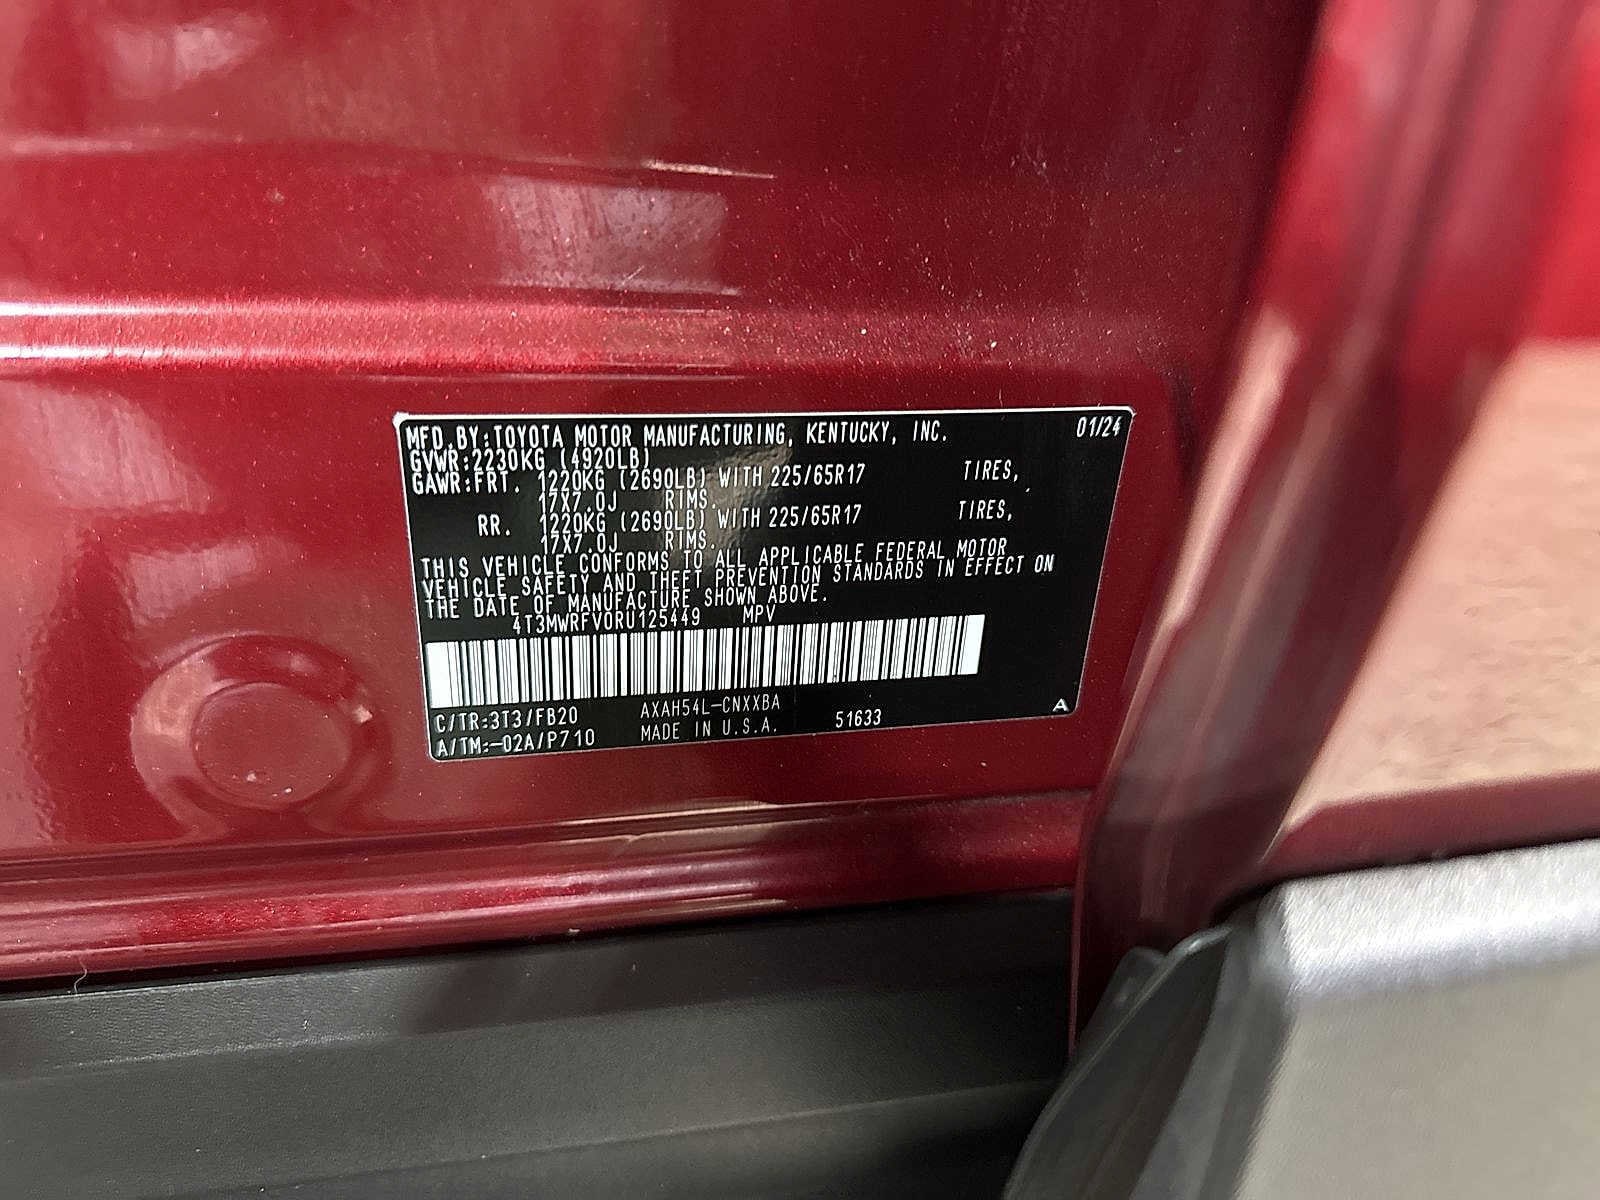 MFD.BY:TOYOTA MOTOR MANUFACTURING, KENTUCKY, INC. 01/24
GVWR:2230KG (4920LB)
GAWR:FRT. 1220KG (2690LB) WITH 225/65R17 TIRES,
17X7.0J RIMS.
RR. 1220KG (2690LB) WITH 225/65R17 TIRES,
17X7.0J RIMS.
THIS VEHICLE CONFORMS TO ALL APPLICABLE FEDERAL MOTOR
VEHICLE SAFETY AND THEFT PREVENTION STANDARDS IN EFFECT ON
THE DATE OF MANUFACTURE SHOWN ABOVE.
4T3MWRFV0RU125449 MPV
C/TR:3T3/FB20 AXAH54L-CNXXBA
A/TM:-02A/P710 MADE IN U.S.A. 51633 A